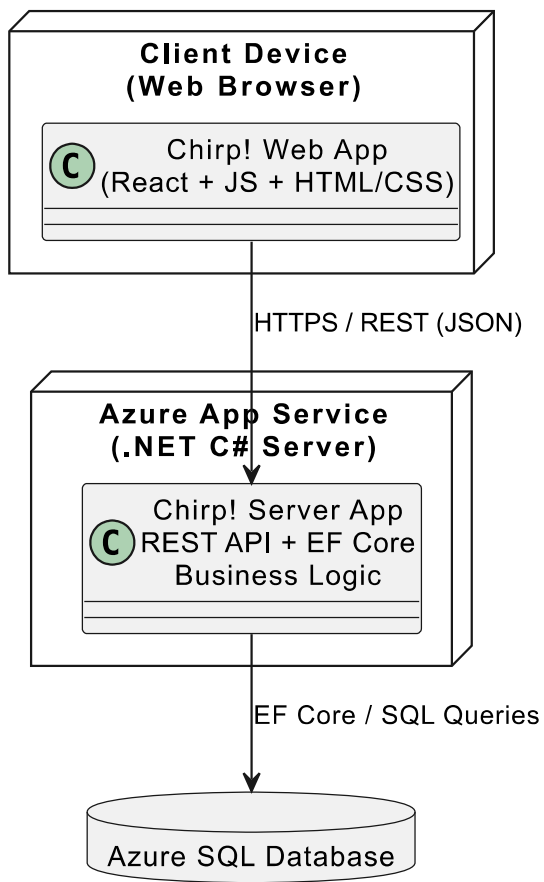 Client Device
(Web Browser)
C
Chirp! Web App
(React + JS + HTML/CSS)
HTTPS / REST (JSON)
Azure App Service
(.NET C# Server)
C
Chirp! Server App
REST API + EF Core
Business Logic
EF Core / SQL Queries
Azure SQL Database